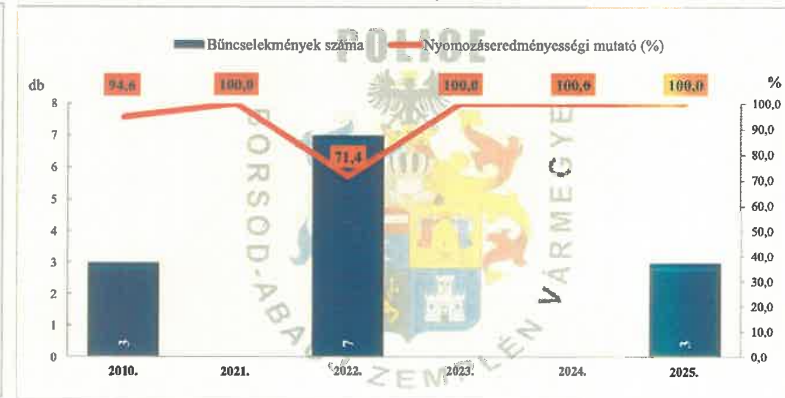 POLICE
Bűncselekmények száma Nyomozáseredményességi mutató (%)
db 94,6 100,0 71,4 100,0 100,0 100,0 %
8 100,0
7 90,0
6 80,0
5 70,0
4 60,0
3 50,0
2 40,0
1 30,0
0 20,0
10,0
0,0
3 7 3
2010. 2021. 2022. 2023. 2024. 2025.
BORSOD-ABAÚJ-ZEMPLÉN VÁRMEGYE